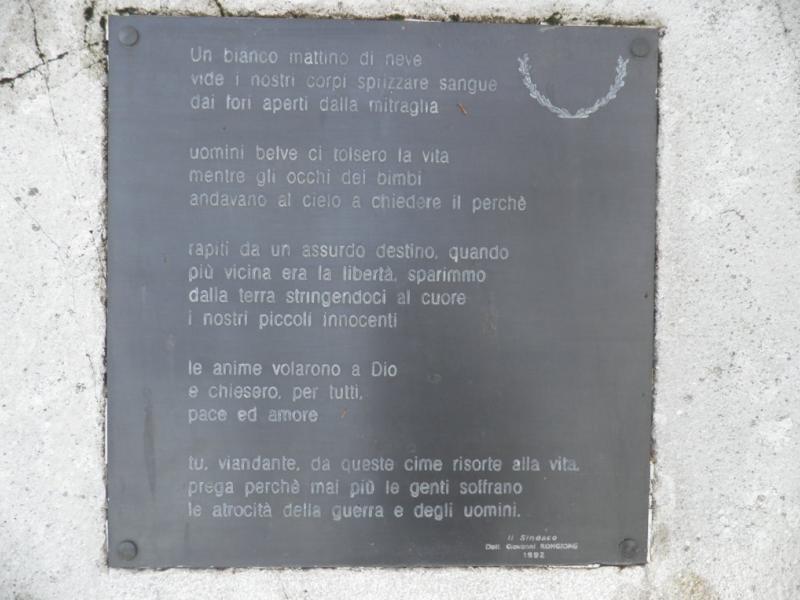 Un bianco mattino di neve
vide i nostri corpi sprizzare sangue
dai fori aperti dalla mitraglia
uomini belve ci tolsero la vita
mentre gli occhi dei bimbi
andavano al cielo a chiedere il perchè
rapiti da un assurdo destino, quando
più vicina era la libertà, sparimmo
dalla terra stringendoci al cuore
i nostri piccoli innocenti
le anime volarono a Dio
e chiesero, per tutti,
pace ed amore
tu, viandante, da queste cime risorte alla vita,
prega perchè mai più le genti soffrano
le atrocità della guerra e degli uomini.
Il Sindaco
Dott. Giovanni RONGIONE
1992